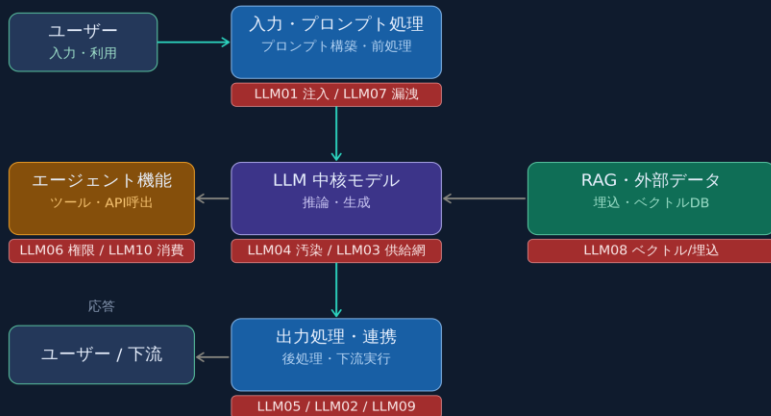 ユーザー
入力・利用
入力・プロンプト処理
プロンプト構築・前処理
LLM01 注入 / LLM07 漏洩
エージェント機能
ツール・API呼出
LLM06 権限 / LLM10 消費
LLM 中核モデル
推論・生成
LLM04 汚染 / LLM03 供給網
RAG・外部データ
埋込・ベクトルDB
LLM08 ベクトル/埋込
応答
ユーザー / 下流
出力処理・連携
後処理・下流実行
LLM05 / LLM02 / LLM09